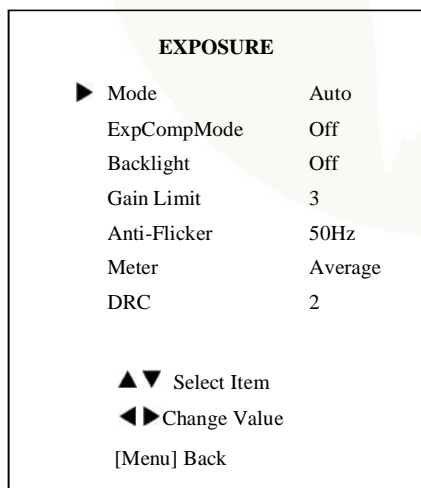 EXPOSURE
▶ Mode Auto
ExpCompMode Off
Backlight Off
Gain Limit 3
Anti-Flicker 50Hz
Meter Average
DRC 2
▲▼ Select Item
◀▶Change Value
[Menu] Back